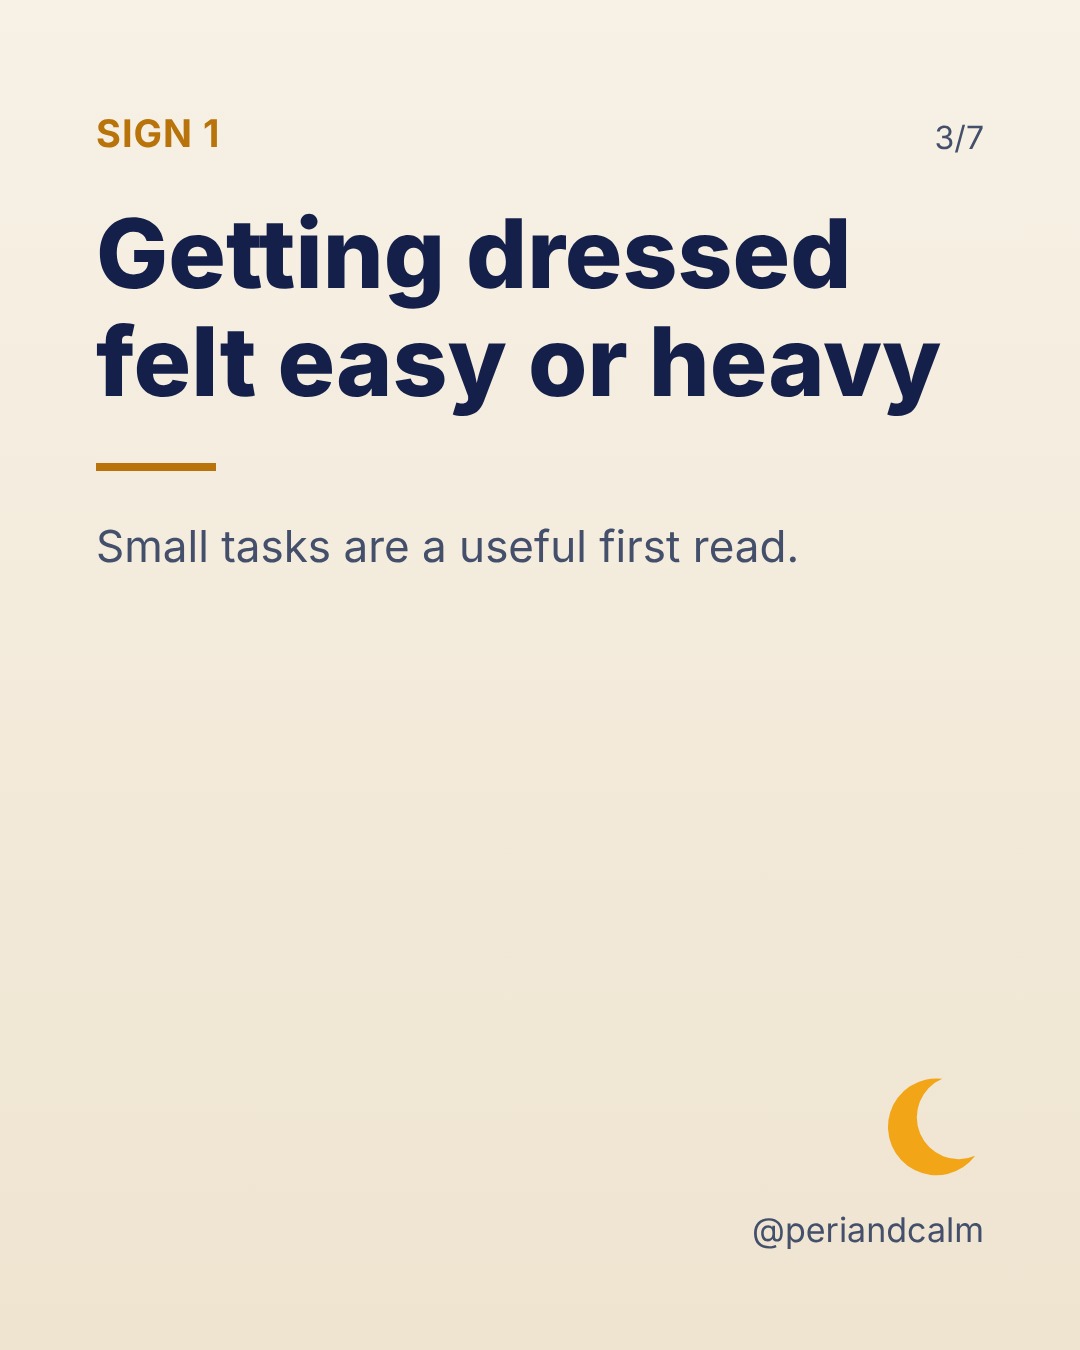 SIGN 1
3/7
Getting dressed
felt easy or heavy
Small tasks are a useful first read.
@periandcalm